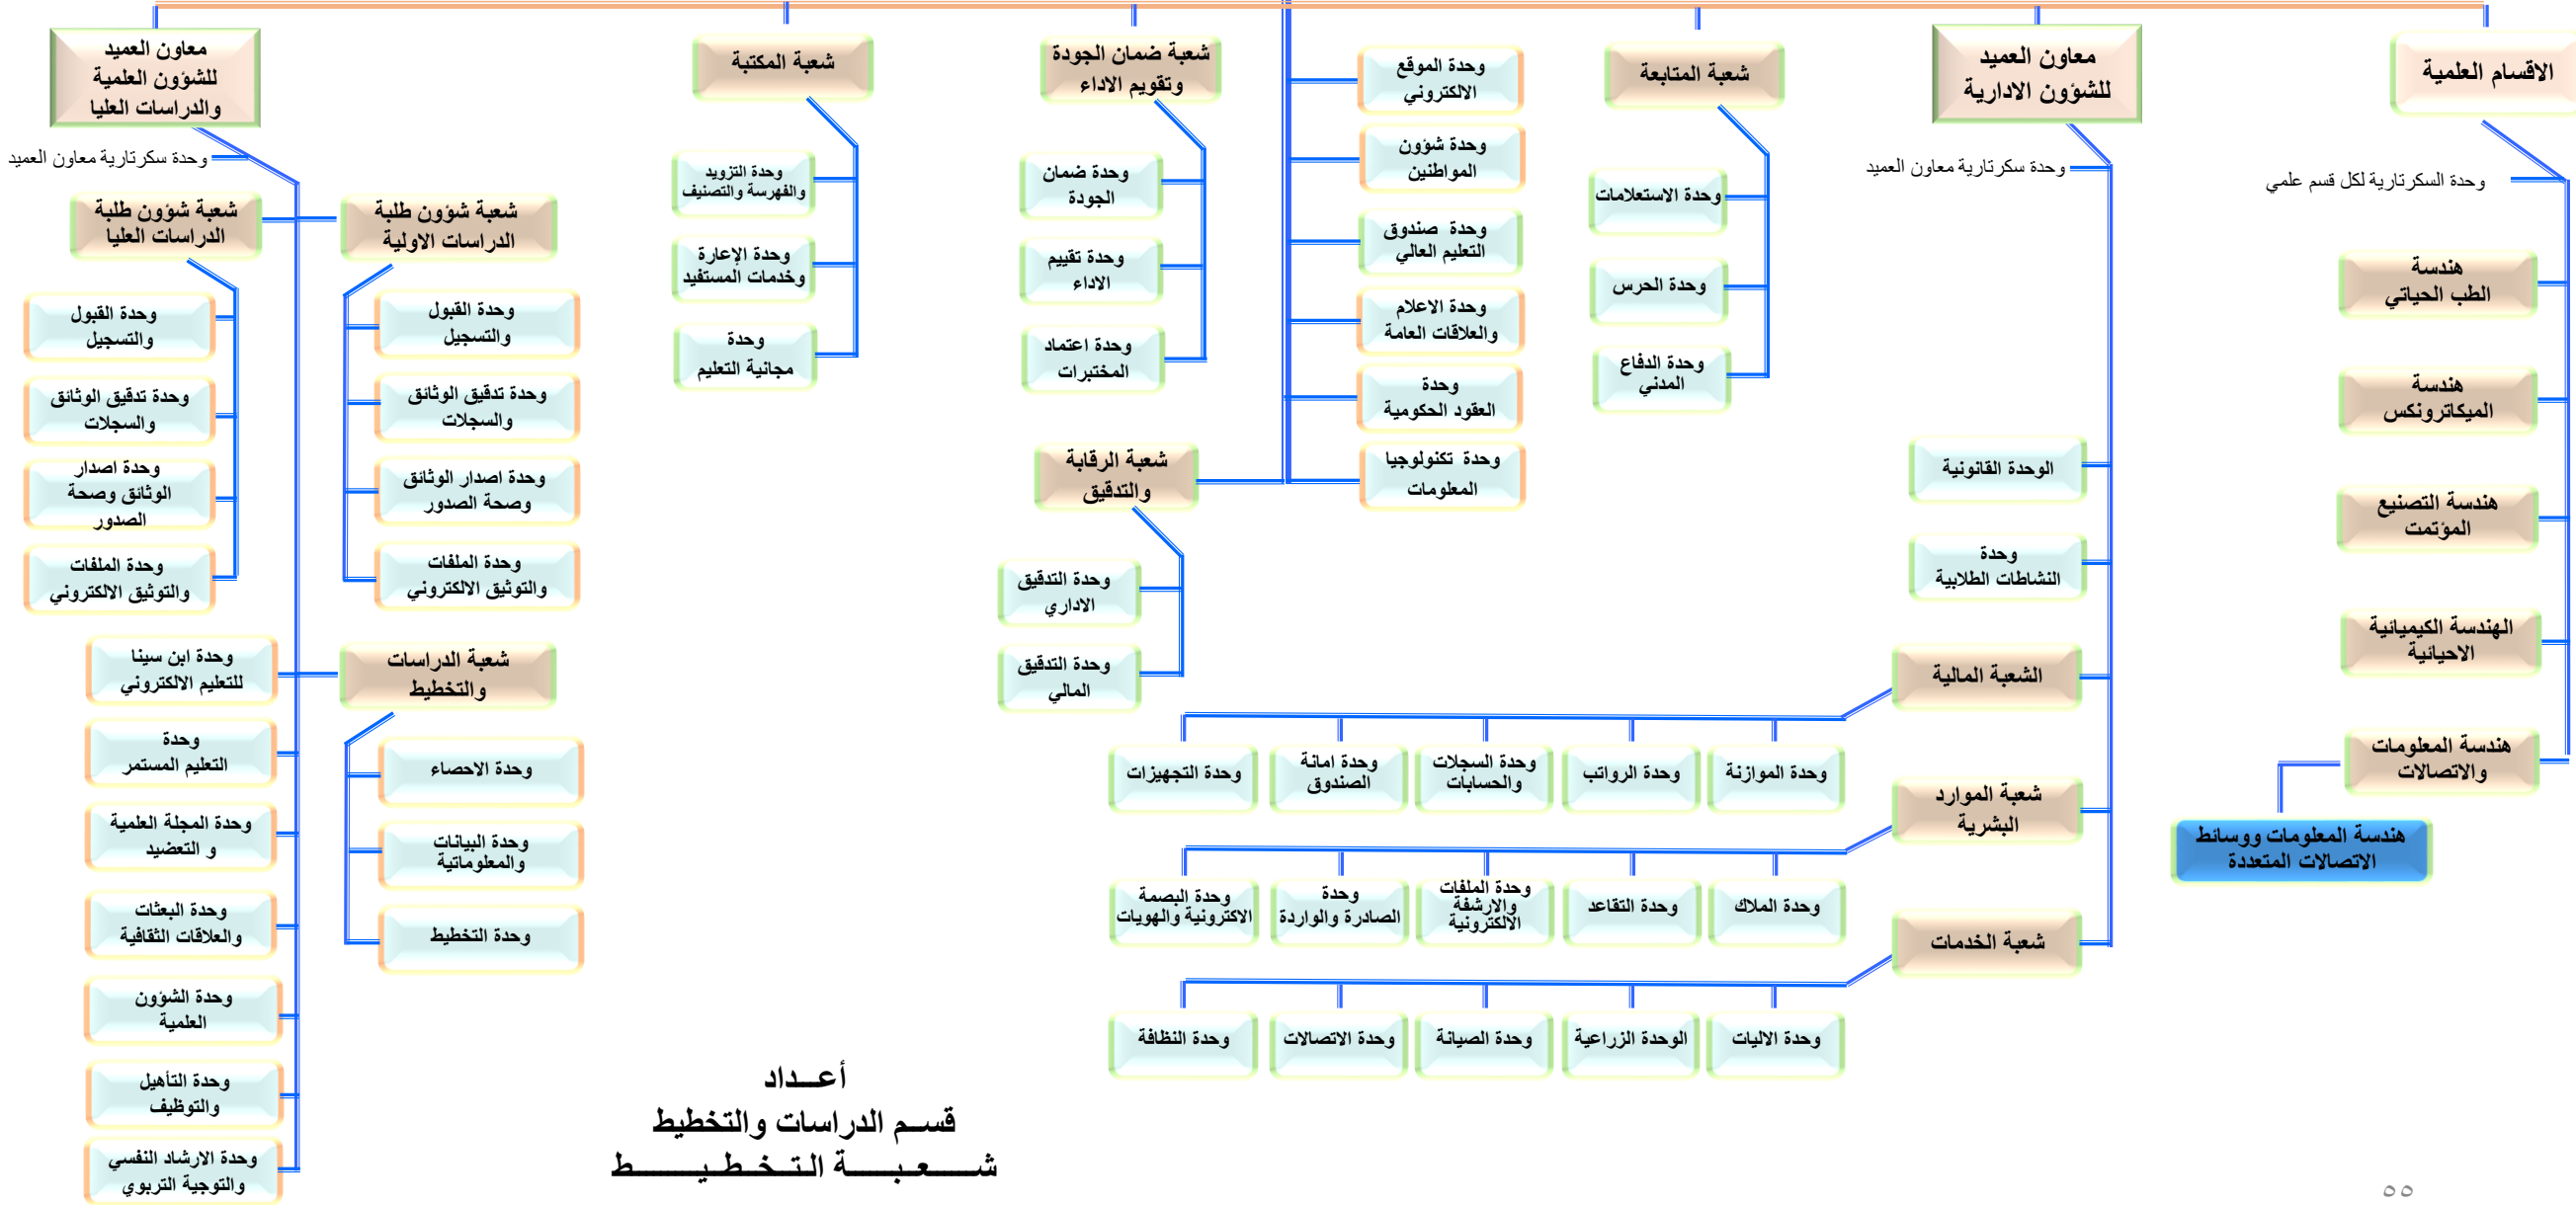 الاقسام العلمية
وحدة السكرتارية لكل قسم علمي
هندسة
الطب الحياتي
هندسة
الميكاترونكس
هندسة التصنيع
المؤتمت
الهندسة الكيميائية
الاحيائية
هندسة المعلومات
والاتصالات
هندسة المعلومات ووسائط
الاتصالات المتعددة
معاون العميد
للشؤون الادارية
وحدة سكرتارية معاون العميد
الوحدة القانونية
وحدة
النشاطات الطلابية
الشعبة المالية
وحدة الموازنة
وحدة الرواتب
وحدة السجلات
والحسابات
وحدة امانة
الصندوق
وحدة التجهيزات
شعبة الموارد
البشرية
وحدة الملاك
وحدة التقاعد
وحدة الملفات
والارشفة
الالكترونية
وحدة
الصادرة والواردة
وحدة البصمة
الاكترونية والهويات
شعبة الخدمات
وحدة الاليات
الوحدة الزراعية
وحدة الصيانة
وحدة الاتصالات
وحدة النظافة
شعبة المتابعة
وحدة الاستعلامات
وحدة الحرس
وحدة الدفاع
المدني
وحدة الموقع
الالكتروني
وحدة شؤون
المواطنين
وحدة صندوق
التعليم العالي
وحدة الاعلام
والعلاقات العامة
وحدة
العقود الحكومية
وحدة تكنولوجيا
المعلومات
شعبة ضمان الجودة
وتقويم الاداء
وحدة ضمان
الجودة
وحدة تقييم
الاداء
وحدة اعتماد
المختبرات
شعبة الرقابة
والتدقيق
وحدة التدقيق
الاداري
وحدة التدقيق
المالي
شعبة المكتبة
وحدة التزويد
والفهرسة والتصنيف
وحدة الإعارة
وخدمات المستفيد
وحدة
مجانية التعليم
معاون العميد
للشؤون العلمية
والدراسات العليا
وحدة سكرتارية معاون العميد
شعبة شؤون طلبة
الدراسات الاولية
وحدة القبول
والتسجيل
وحدة تدقيق الوثائق
والسجلات
وحدة اصدار الوثائق
وصحة الصدور
وحدة الملفات
والتوثيق الالكتروني
شعبة شؤون طلبة
الدراسات العليا
وحدة القبول
والتسجيل
وحدة تدقيق الوثائق
والسجلات
وحدة اصدار
الوثائق وصحة
الصدور
وحدة الملفات
والتوثيق الالكتروني
شعبة الدراسات
والتخطيط
وحدة الاحصاء
وحدة البيانات
والمعلوماتية
وحدة التخطيط
وحدة ابن سينا
للتعليم الالكتروني
وحدة
التعليم المستمر
وحدة المجلة العلمية
و التعضيد
وحدة البعثات
والعلاقات الثقافية
وحدة الشؤون
العلمية
وحدة التأهيل
والتوظيف
وحدة الارشاد النفسي
والتوجية التربوي
أعــداد
قســم الدراسات والتخطيط
شـــعـبـــة الـتـخـطـيـــط
٥٥